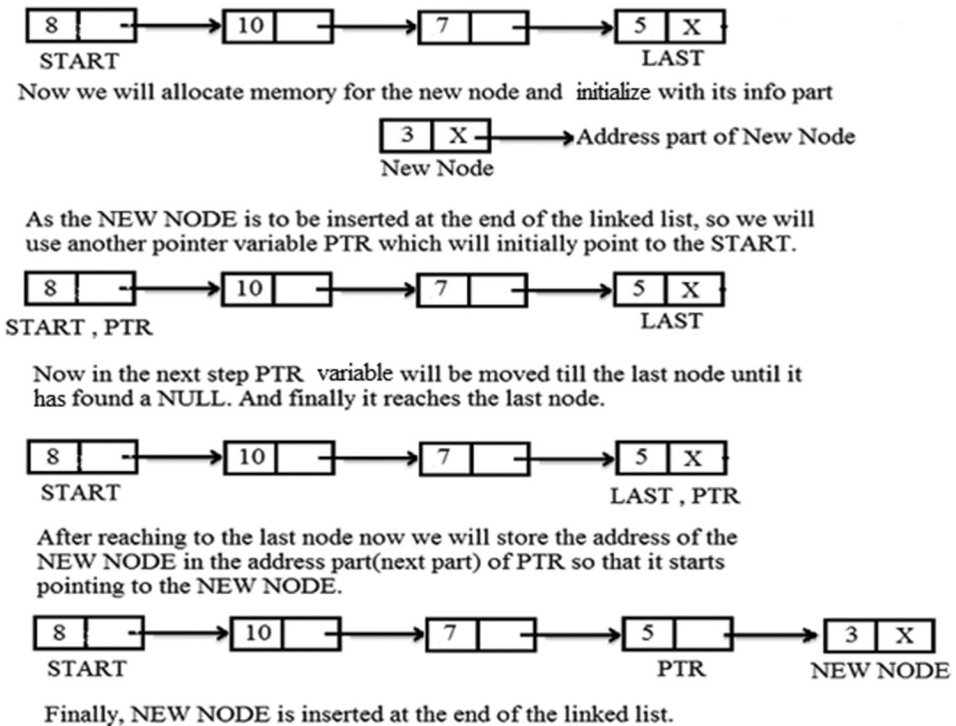 8 10 7 5 X
START LAST
Now we will allocate memory for the new node and initialize with its info part
3 X Address part of New Node
New Node
As the NEW NODE is to be inserted at the end of the linked list, so we will
use another pointer variable PTR which will initially point to the START.
8 10 7 5 X
START , PTR LAST
Now in the next step PTR variable will be moved till the last node until it
has found a NULL. And finally it reaches the last node.
8 10 7 5 X
START LAST , PTR
After reaching to the last node now we will store the address of the
NEW NODE in the address part(next part) of PTR so that it starts
pointing to the NEW NODE.
8 10 7 5 3 X
START PTR NEW NODE
Finally, NEW NODE is inserted at the end of the linked list.